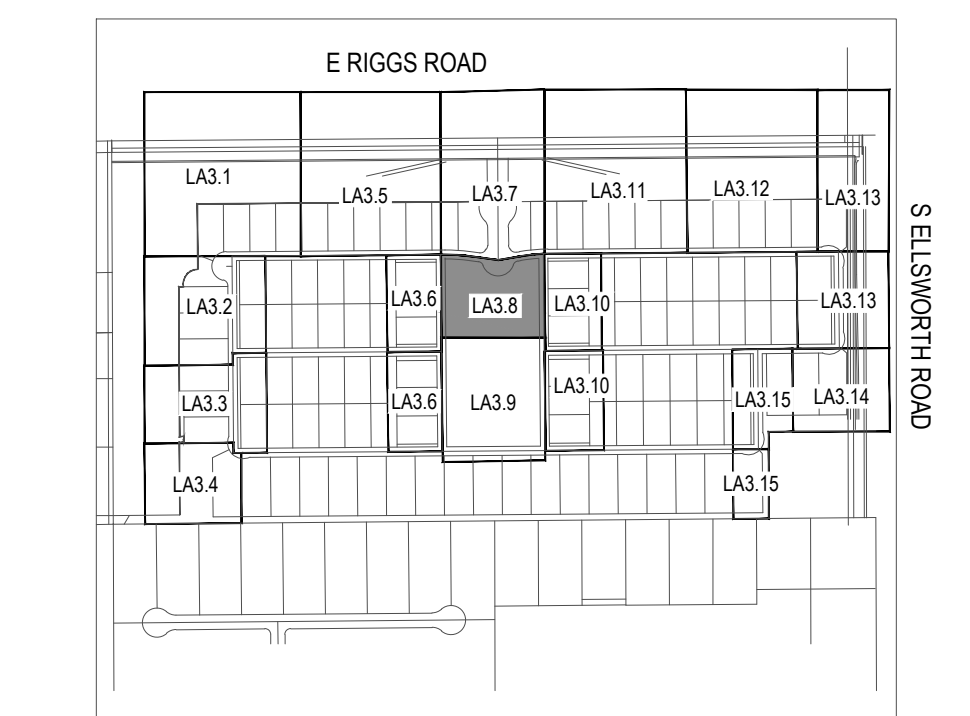 E RIGGS ROAD
LA3.1
LA3.5
LA3.7
LA3.11
LA3.12
LA3.13
LA3.2
LA3.6
LA3.8
LA3.10
LA3.13
LA3.3
LA3.6
LA3.9
LA3.10
LA3.15
LA3.14
LA3.4
LA3.15
S ELLSWORTH ROAD